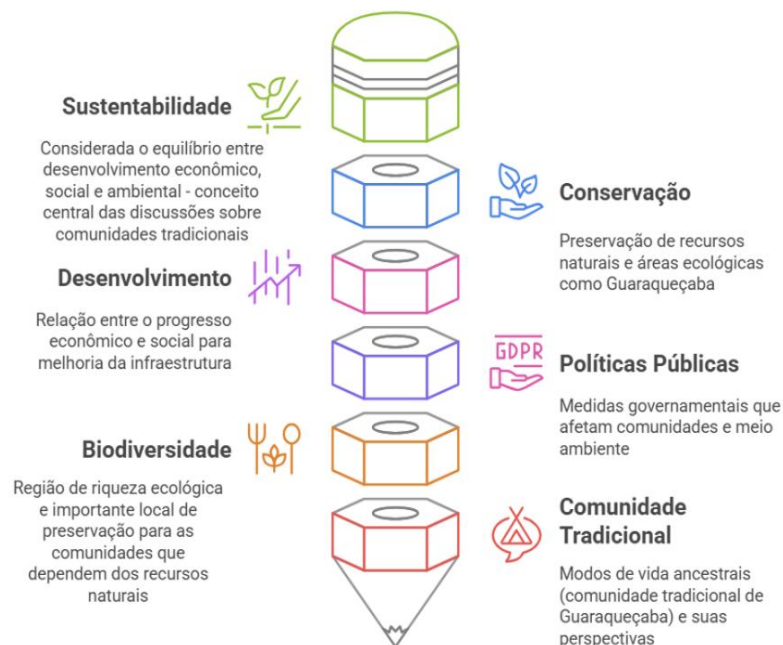 Sustentabilidade
Considerada o equilíbrio entre
desenvolvimento econômico,
social e ambiental - conceito
central das discussões sobre
comunidades tradicionais
Conservação
Preservação de recursos
naturais e áreas ecológicas
como Guaraqueçaba
Desenvolvimento
Relação entre o progresso
econômico e social para
melhoria da infraestrutura
GDPR
Políticas Públicas
Medidas governamentais que
afetam comunidades e meio
ambiente
Biodiversidade
Região de riqueza ecológica
e importante local de
preservação para as
comunidades que
dependem dos recursos
naturais
Comunidade
Tradicional
Modos de vida ancestrais
(comunidade tradicional de
Guaraqueçaba) e suas
perspectivas